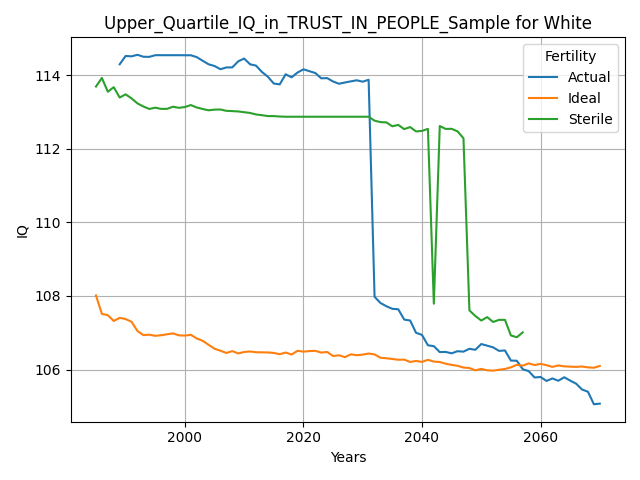 Upper_Quartile_IQ_in_TRUST_IN_PEOPLE_Sample for White
Fertility
Actual
Ideal
Sterile
IQ
114
112
110
108
106
2000
2020
2040
2060
Years